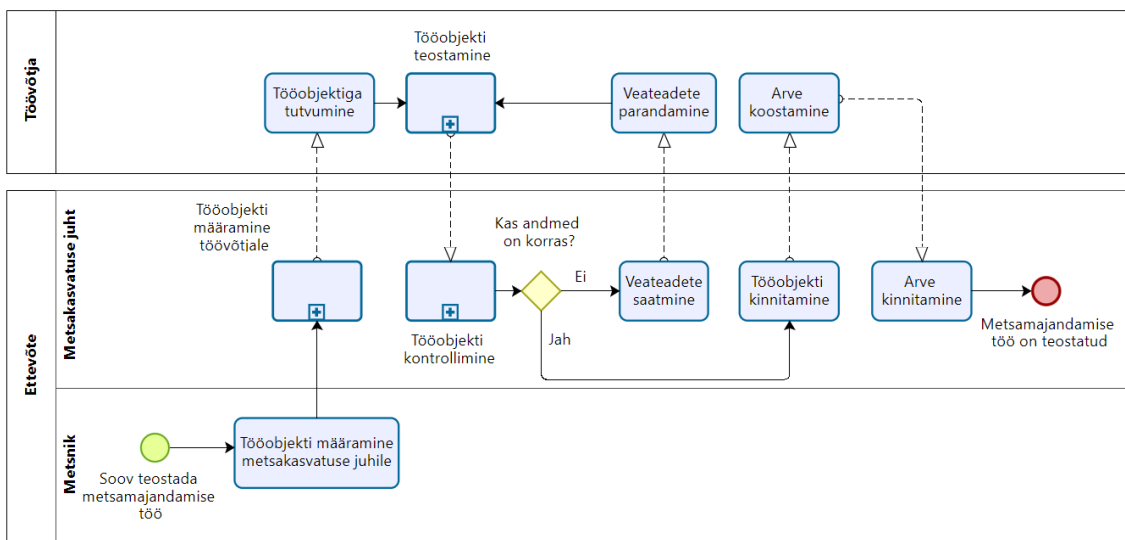 Töövõtja
Tööobjektiga
tutvumine
Tööobjekti
teostamine
Veateadete
parandamine
Arve
koostamine
Ettevõte
Metsakasvatuse juht
Tööobjekti
määramine
töövõtjale
Tööobjekti
kontrollimine
Kas andmed
on korras?
Ei
Jah
Veateadete
saatmine
Tööobjekti
kinnitamine
Arve
kinnitamine
Metsamajandamise
töö on teostatud
Metsnik
Soov teostada
metsamajandamise
töö
Tööobjekti määramine
metsakasvatuse juhile